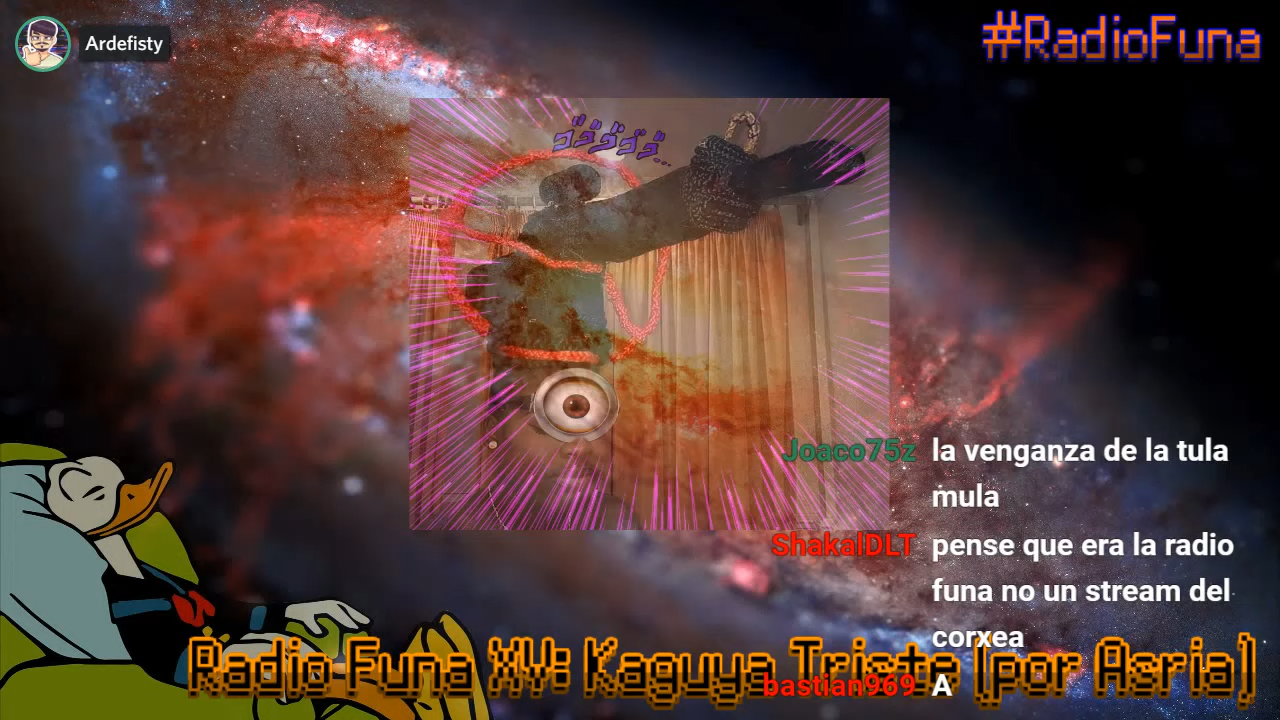 Ardefisty
#RadioFuna
ゴゴゴゴゴ...
Joaco75z la venganza de la tula
mula
ShakalDLT pense que era la radio
funa no un stream del
corxea
Radio Funa XV: Kaguya Triste (por Asria)
bastian969 A